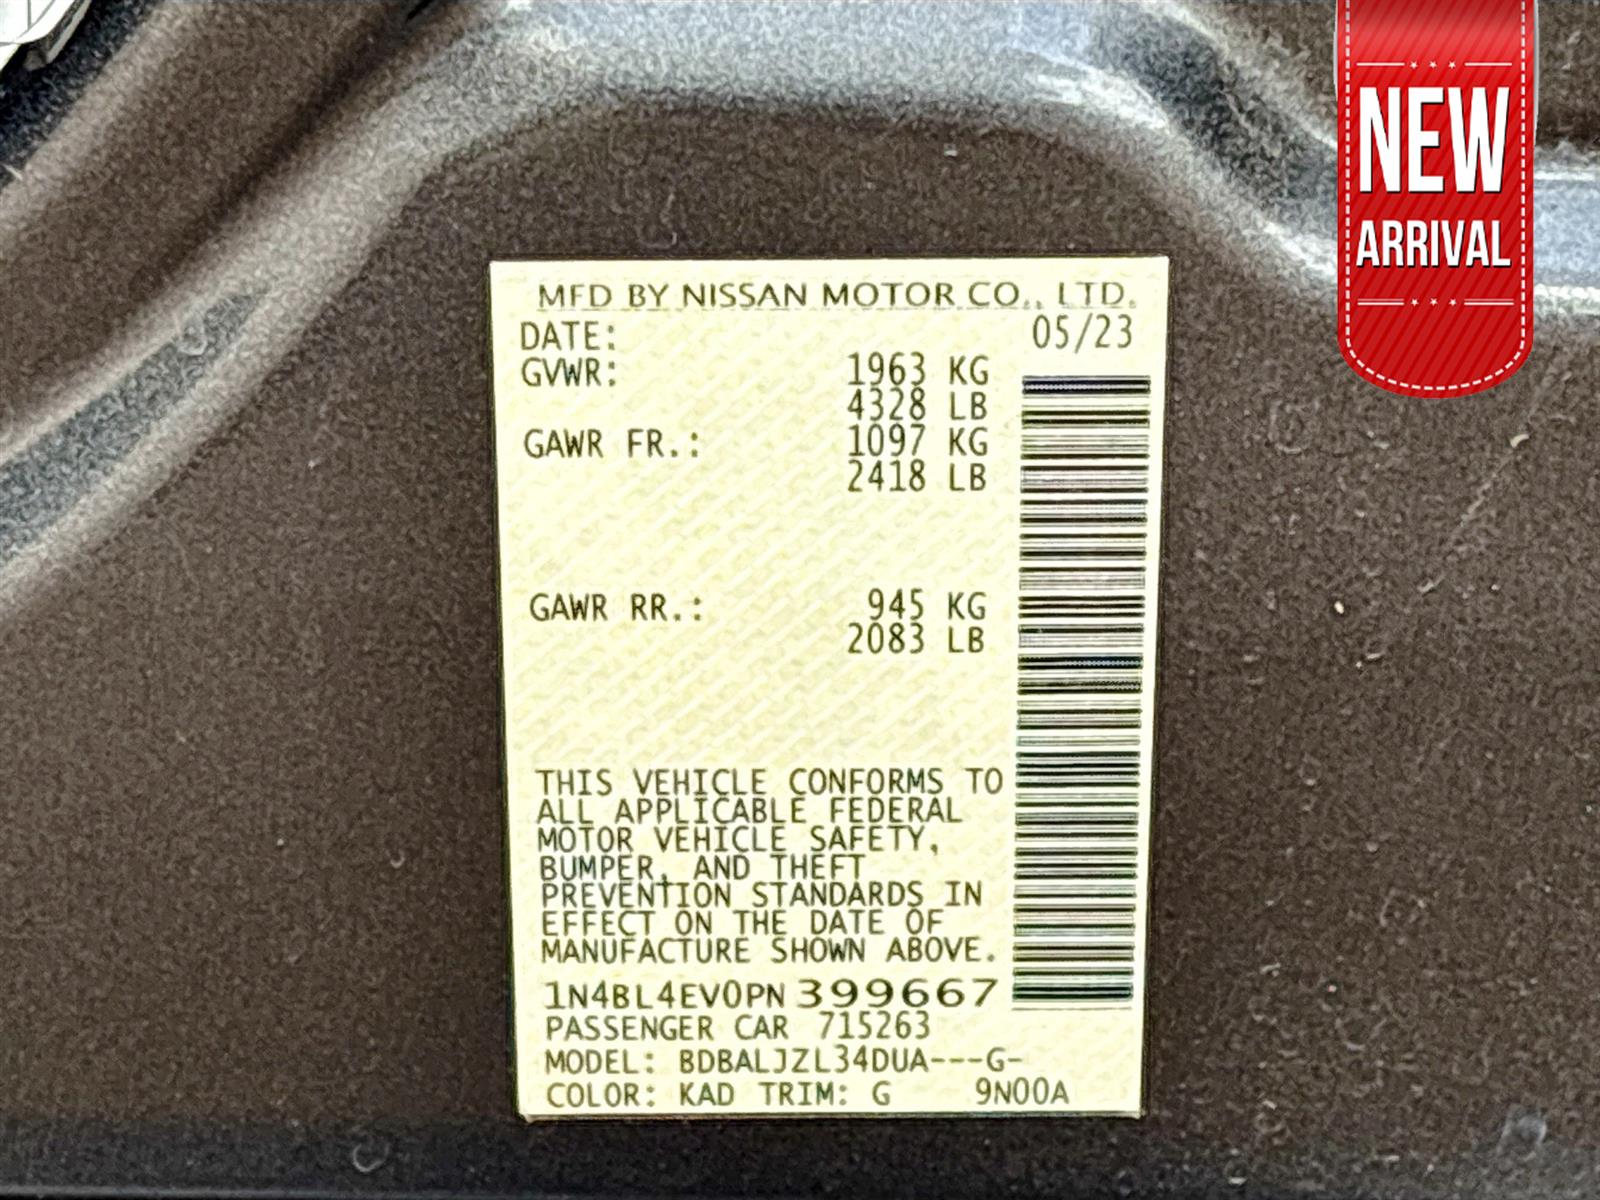 NEW
ARRIVAL
MFD BY NISSAN MOTOR CO., LTD.
DATE: 05/23
GVWR: 1963 KG
4328 LB
GAWR FR.: 1097 KG
2418 LB
GAWR RR.: 945 KG
2083 LB
THIS VEHICLE CONFORMS TO
ALL APPLICABLE FEDERAL
MOTOR VEHICLE SAFETY,
BUMPER, AND THEFT
PREVENTION STANDARDS IN
EFFECT ON THE DATE OF
MANUFACTURE SHOWN ABOVE.
1N4BL4EV0PN399667
PASSENGER CAR 715263
MODEL: BDBALJZL34DUA---G-
COLOR: KAD TRIM: G 9N00A